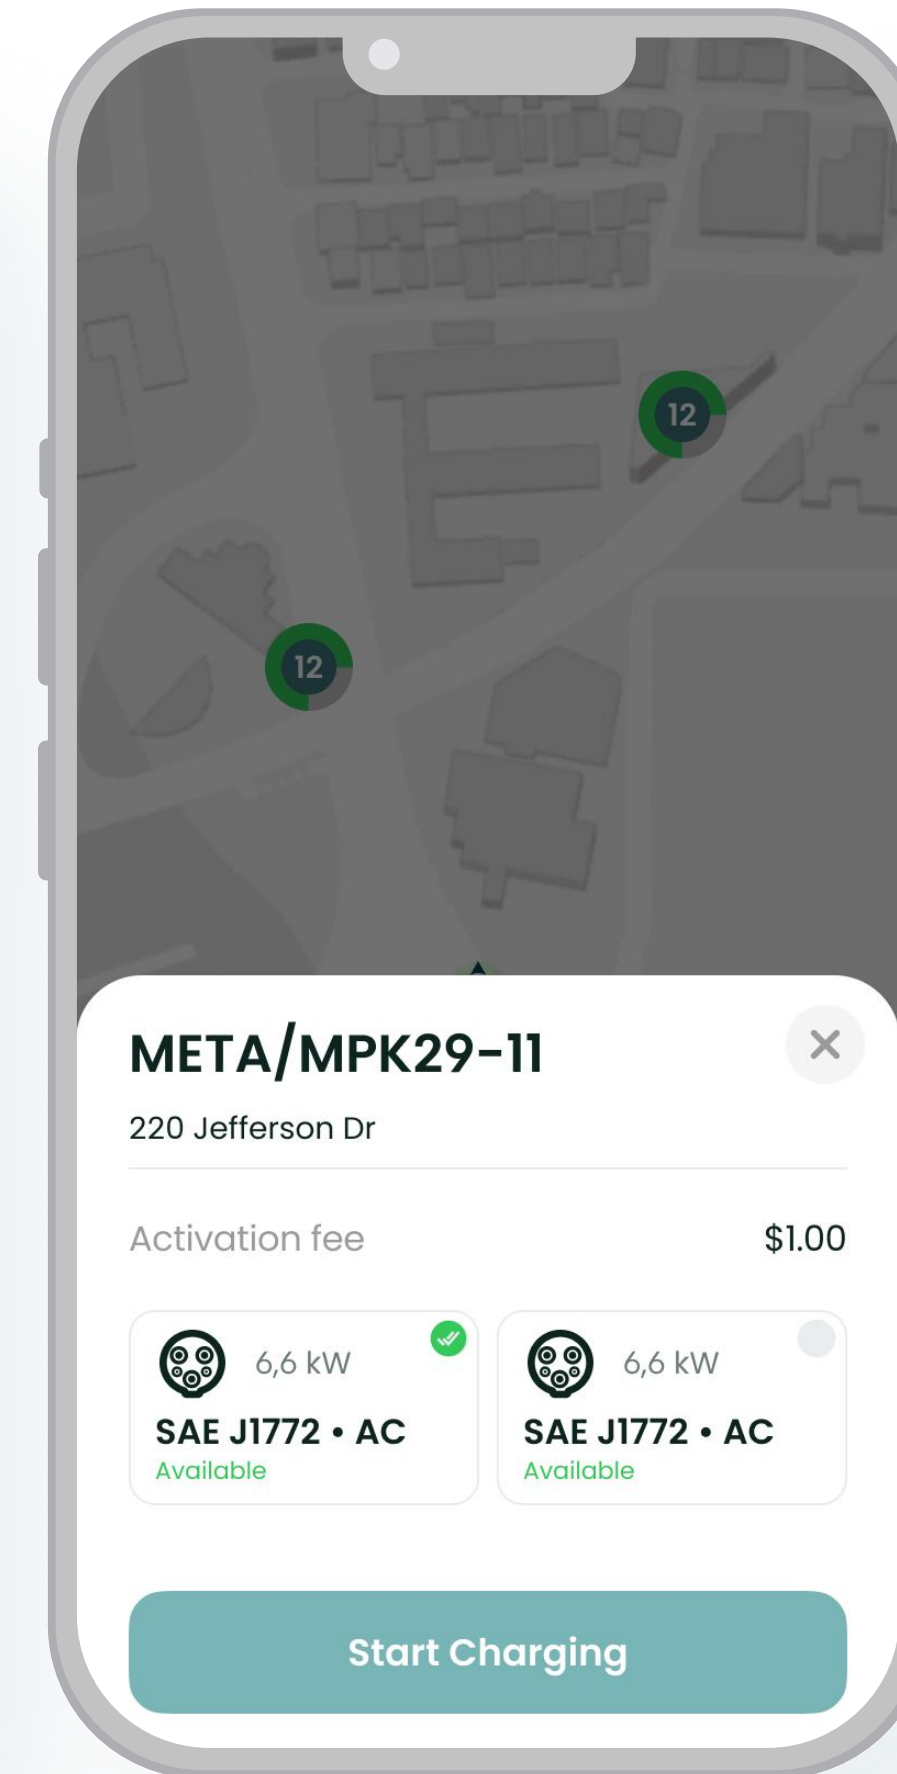 12
12
META/MPK29-11
220 Jefferson Dr
Activation fee $1.00
6,6 kW
SAE J1772 • AC
Available
6,6 kW
SAE J1772 • AC
Available
Start Charging